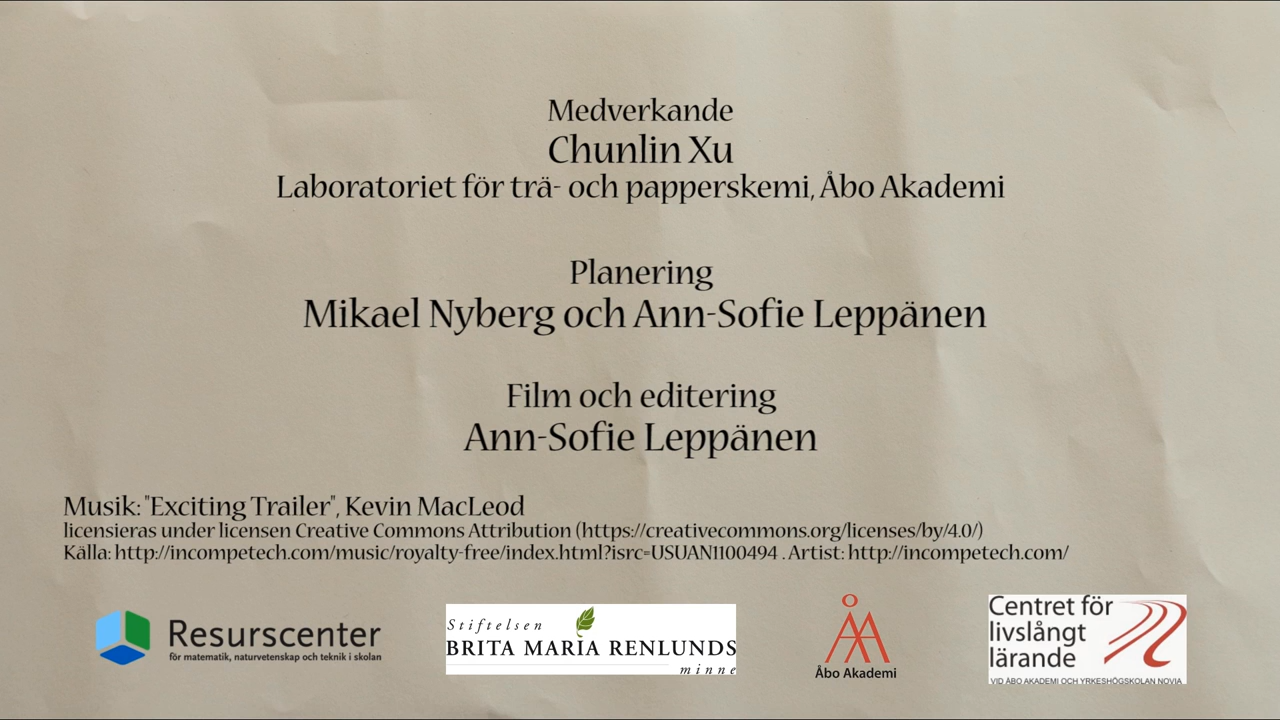 Medverkande
Chunlin Xu
Laboratoriet för trä- och papperskemi, Åbo Akademi
Planering
Mikael Nyberg och Ann-Sofie Leppänen
Film och editering
Ann-Sofie Leppänen
Musik: "Exciting Trailer", Kevin MacLeod
licensieras under licensen Creative Commons Attribution (https://creativecommons.org/licenses/by/4.0/)
Källa: http://incompetech.com/music/royalty-free/index.html?isrc=USUAN1100494 . Artist: http://incompetech.com/
Resurscenter
för matematik, naturvetenskap och teknik i skolan
Stiftelsen
BRITA MARIA RENLUNDS
minne
Åbo Akademi
Centret för
livslångt
lärande
VID ÅBO AKADEMI OCH YRKESHÖGSKOLAN NOVIA